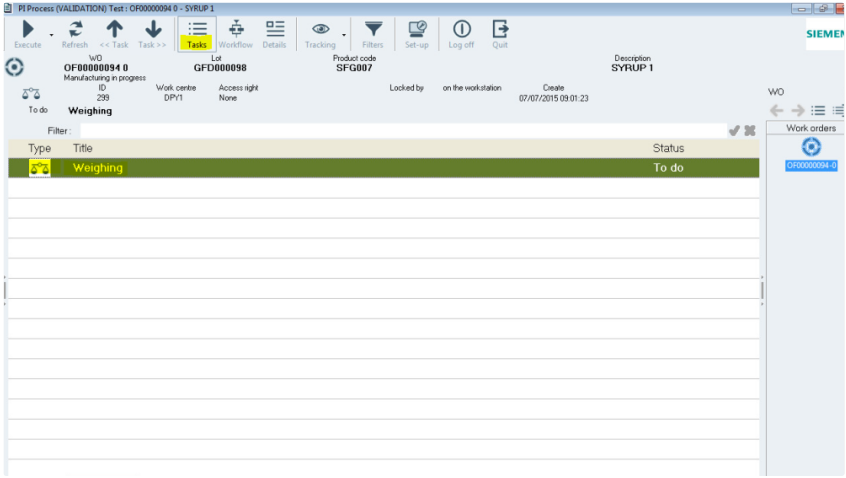 PI Process (VALIDATION) Test : OF00000094 0 - SYRUP 1
Execute Refresh << Task Task >> Tasks Workflow Details Tracking Filters Set-up Log off Quit
SIEMEN
WO Lot Product code Description
OF00000094 0 GFD000098 SFG007 SYRUP 1
Manufacturing in progress
ID Work centre Access right Locked by on the workstation Create
299 DPY1 None 07/07/2015 09:01:23
WO
To do Weighing
Filter :
Work orders
Type Title Status
Weighing To do
OF00000094-0